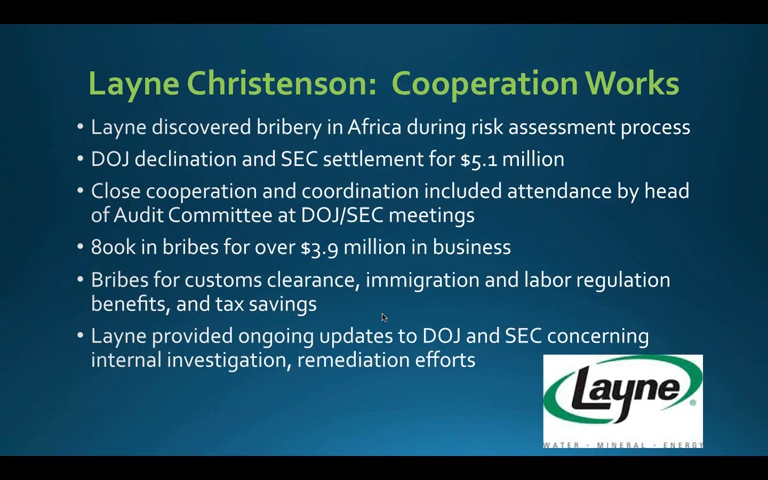 Layne Christenson:  Cooperation Works
• Layne discovered bribery in Africa during risk assessment process
• DOJ declination and SEC settlement for $5.1 million
• Close cooperation and coordination included attendance by head
of Audit Committee at DOJ/SEC meetings
• 800k in bribes for over $3.9 million in business
• Bribes for customs clearance, immigration and labor regulation
benefits, and tax savings
• Layne provided ongoing updates to DOJ and SEC concerning
internal investigation, remediation efforts
Layne®
WATER · MINERAL · ENERGY